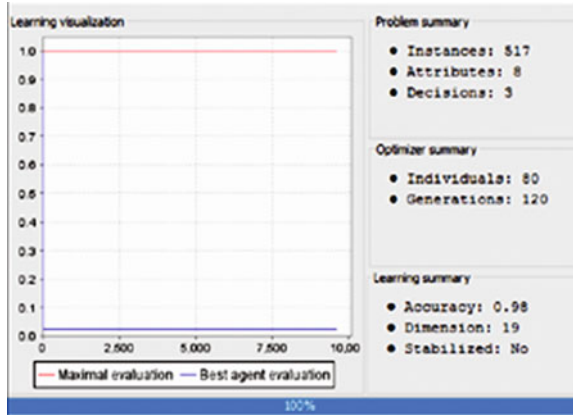 Learning visualization
1.0
0.9
0.8
0.7
0.6
0.5
0.4
0.3
0.2
0.1
0.0
0 2,500 5,000 7,500 10,00
Maximal evaluation Best agent evaluation
Problem summary
● Instances: 517
● Attributes: 8
● Decisions: 3
Optimizer summary
● Individuals: 80
● Generations: 120
Learning summary
● Accuracy: 0.98
● Dimension: 19
● Stabilized: No
100%